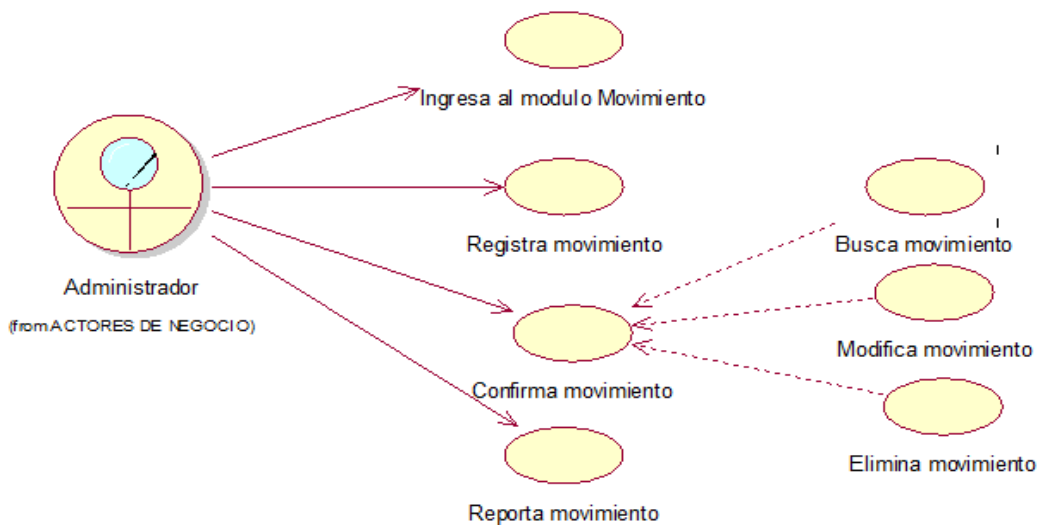 Ingresa al modulo Movimiento
Registra movimiento
Busca movimiento
Administrador
(from ACTORES DE NEGOCIO)
Modifica movimiento
Confirma movimiento
Elimina movimiento
Reporta movimiento